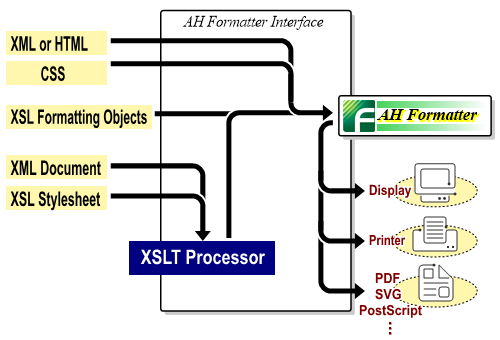 AH Formatter Interface
XML or HTML
CSS
XSL Formatting Objects
AH Formatter
XML Document
XSL Stylesheet
Display
XSLT Processor
Printer
PDF
SVG
PostScript